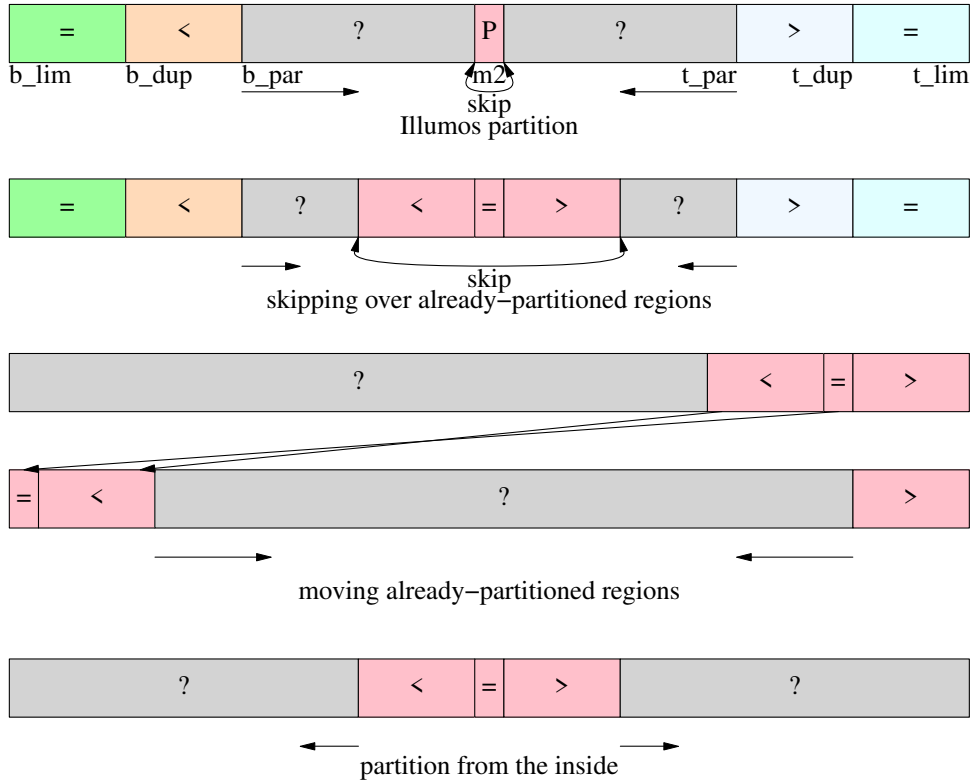 = < ? P ? > =
b_lim b_dup b_par m2 t_par t_dup t_lim
skip
Illumos partition
= < ? < = > ? > =
skip
skipping over already−partitioned regions
? < = >
= < ? >
moving already−partitioned regions
? < = > ?
partition from the inside